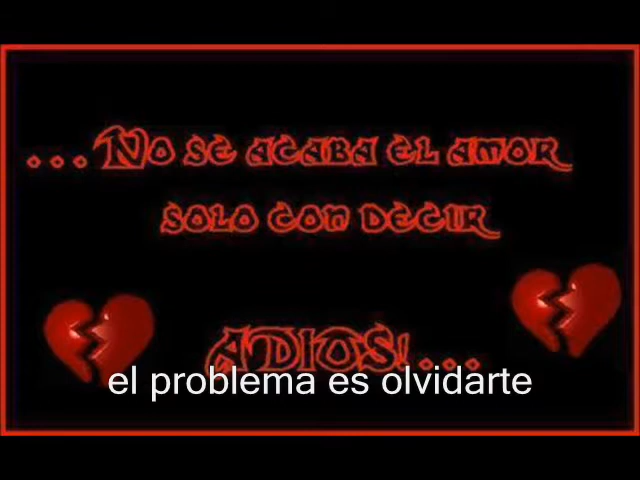 ...No se acaba el amor
solo con decir
ADIOS!...
el problema es olvidarte